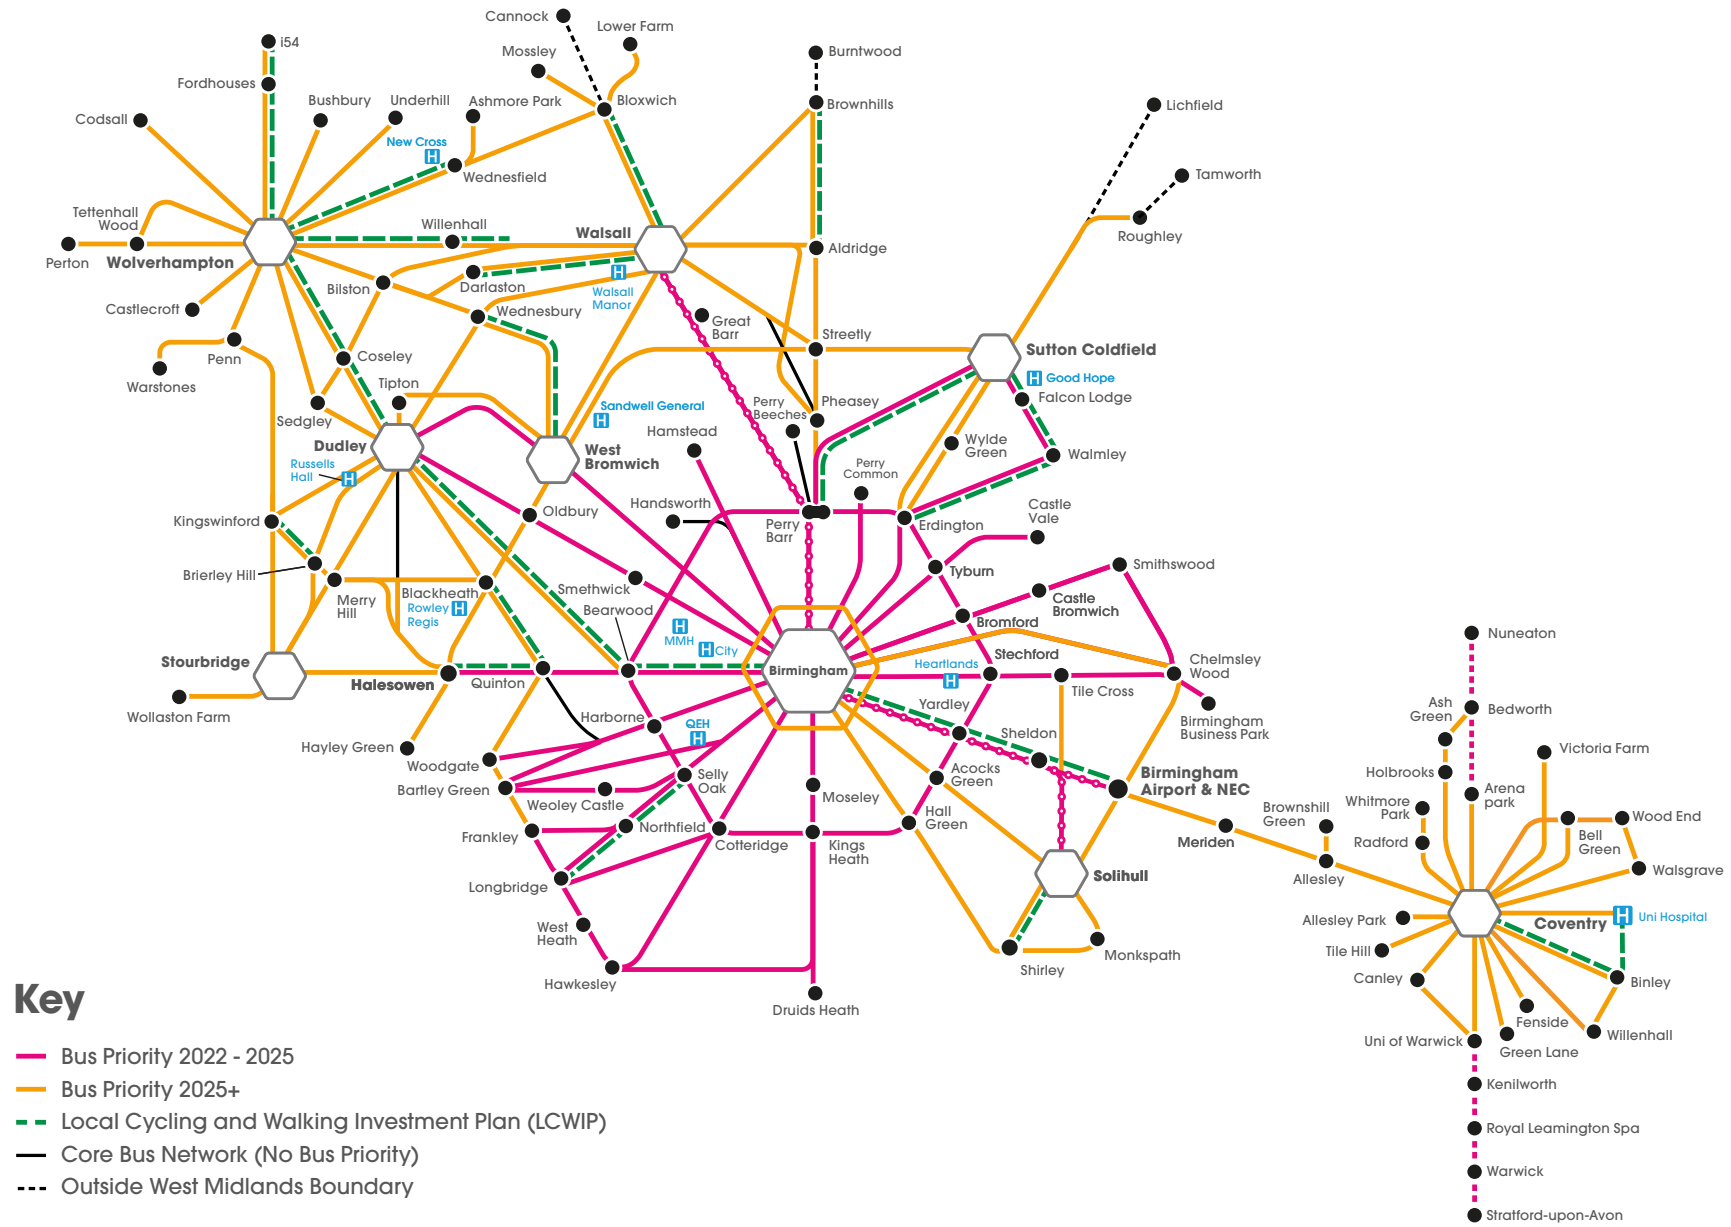 Cannock
Lower Farm
i54
Mossley
Burntwood
Fordhouses
Bushbury
Underhill
Ashmore Park
Bloxwich
Brownhills
Lichfield
Codsall
New Cross
H
Wednesfield
Tamworth
Tettenhall
Wood
Willenhall
Walsall
Roughley
Perton
Wolverhampton
Aldridge
Bilston
Darlaston
H
Walsall
Manor
Castlecroft
Wednesbury
Great
Barr
Streetly
Sutton Coldfield
Penn
Coseley
Warstones
Tipton
H Good Hope
Falcon Lodge
Sedgley
Sandwell General
H
Perry
Beeches
Pheasey
Dudley
Hamstead
West
Bromwich
Wylde
Green
Walmley
Russells
Hall
H
Perry
Common
Kingswinford
Oldbury
Handsworth
Perry
Barr
Erdington
Castle
Vale
Brierley Hill
Merry
Hill
Blackheath
Rowley
Regis
H
Smethwick
Bearwood
Tyburn
Smithswood
Castle
Bromwich
Bromford
H
MMH
H City
Stourbridge
Halesowen
Quinton
Birmingham
Heartlands
H
Stechford
Tile Cross
Chelmsley
Wood
Nuneaton
Wollaston Farm
Harborne
QEH
H
Yardley
Sheldon
Birmingham
Business Park
Ash
Green
Bedworth
Hayley Green
Woodgate
Bartley Green
Weoley Castle
Selly
Oak
Moseley
Acocks
Green
Birmingham
Airport & NEC
Victoria Farm
Holbrooks
Arena
park
Whitmore
Park
Brownshill
Green
Frankley
Northfield
Cotteridge
Kings
Heath
Hall
Green
Meriden
Radford
Bell
Green
Wood End
Longbridge
Solihull
Allesley
Walsgrave
West
Heath
Allesley Park
Coventry
H Uni Hospital
Hawkesley
Shirley
Monkspath
Tile Hill
Canley
Binley
Druids Heath
Fenside
Green Lane
Willenhall
Uni of Warwick
Kenilworth
Royal Leamington Spa
Warwick
Stratford-upon-Avon
Key
Bus Priority 2022 - 2025
Bus Priority 2025+
Local Cycling and Walking Investment Plan (LCWIP)
Core Bus Network (No Bus Priority)
Outside West Midlands Boundary